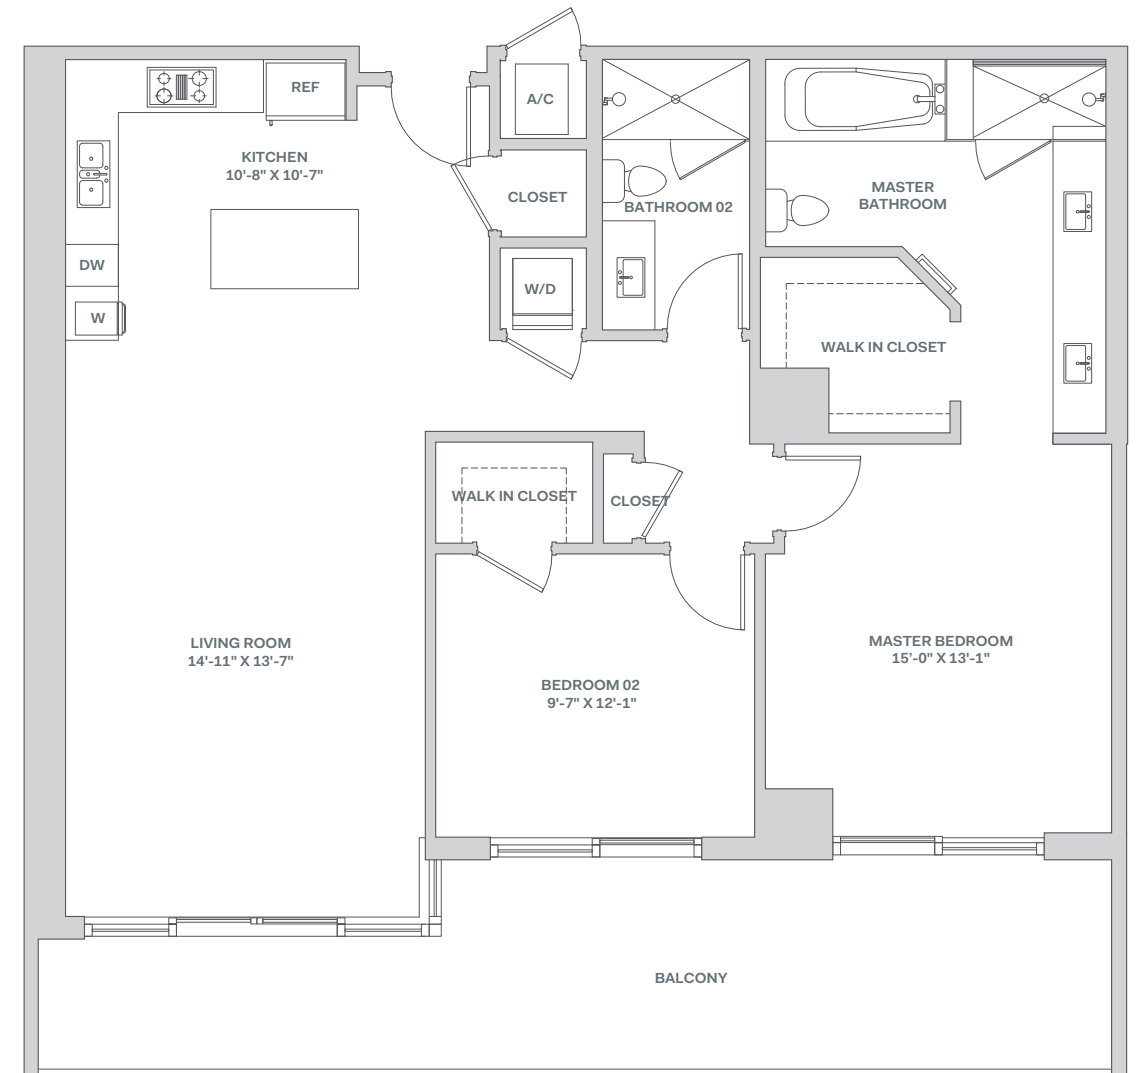 REF
A/C
KITCHEN
10'-8" X 10'-7"
CLOSET
BATHROOM 02
MASTER
BATHROOM
DW
W/D
W
WALK IN CLOSET
WALK IN CLOSET
CLOSET
LIVING ROOM
14'-11" X 13'-7"
MASTER BEDROOM
15'-0" X 13'-1"
BEDROOM 02
9'-7" X 12'-1"
BALCONY